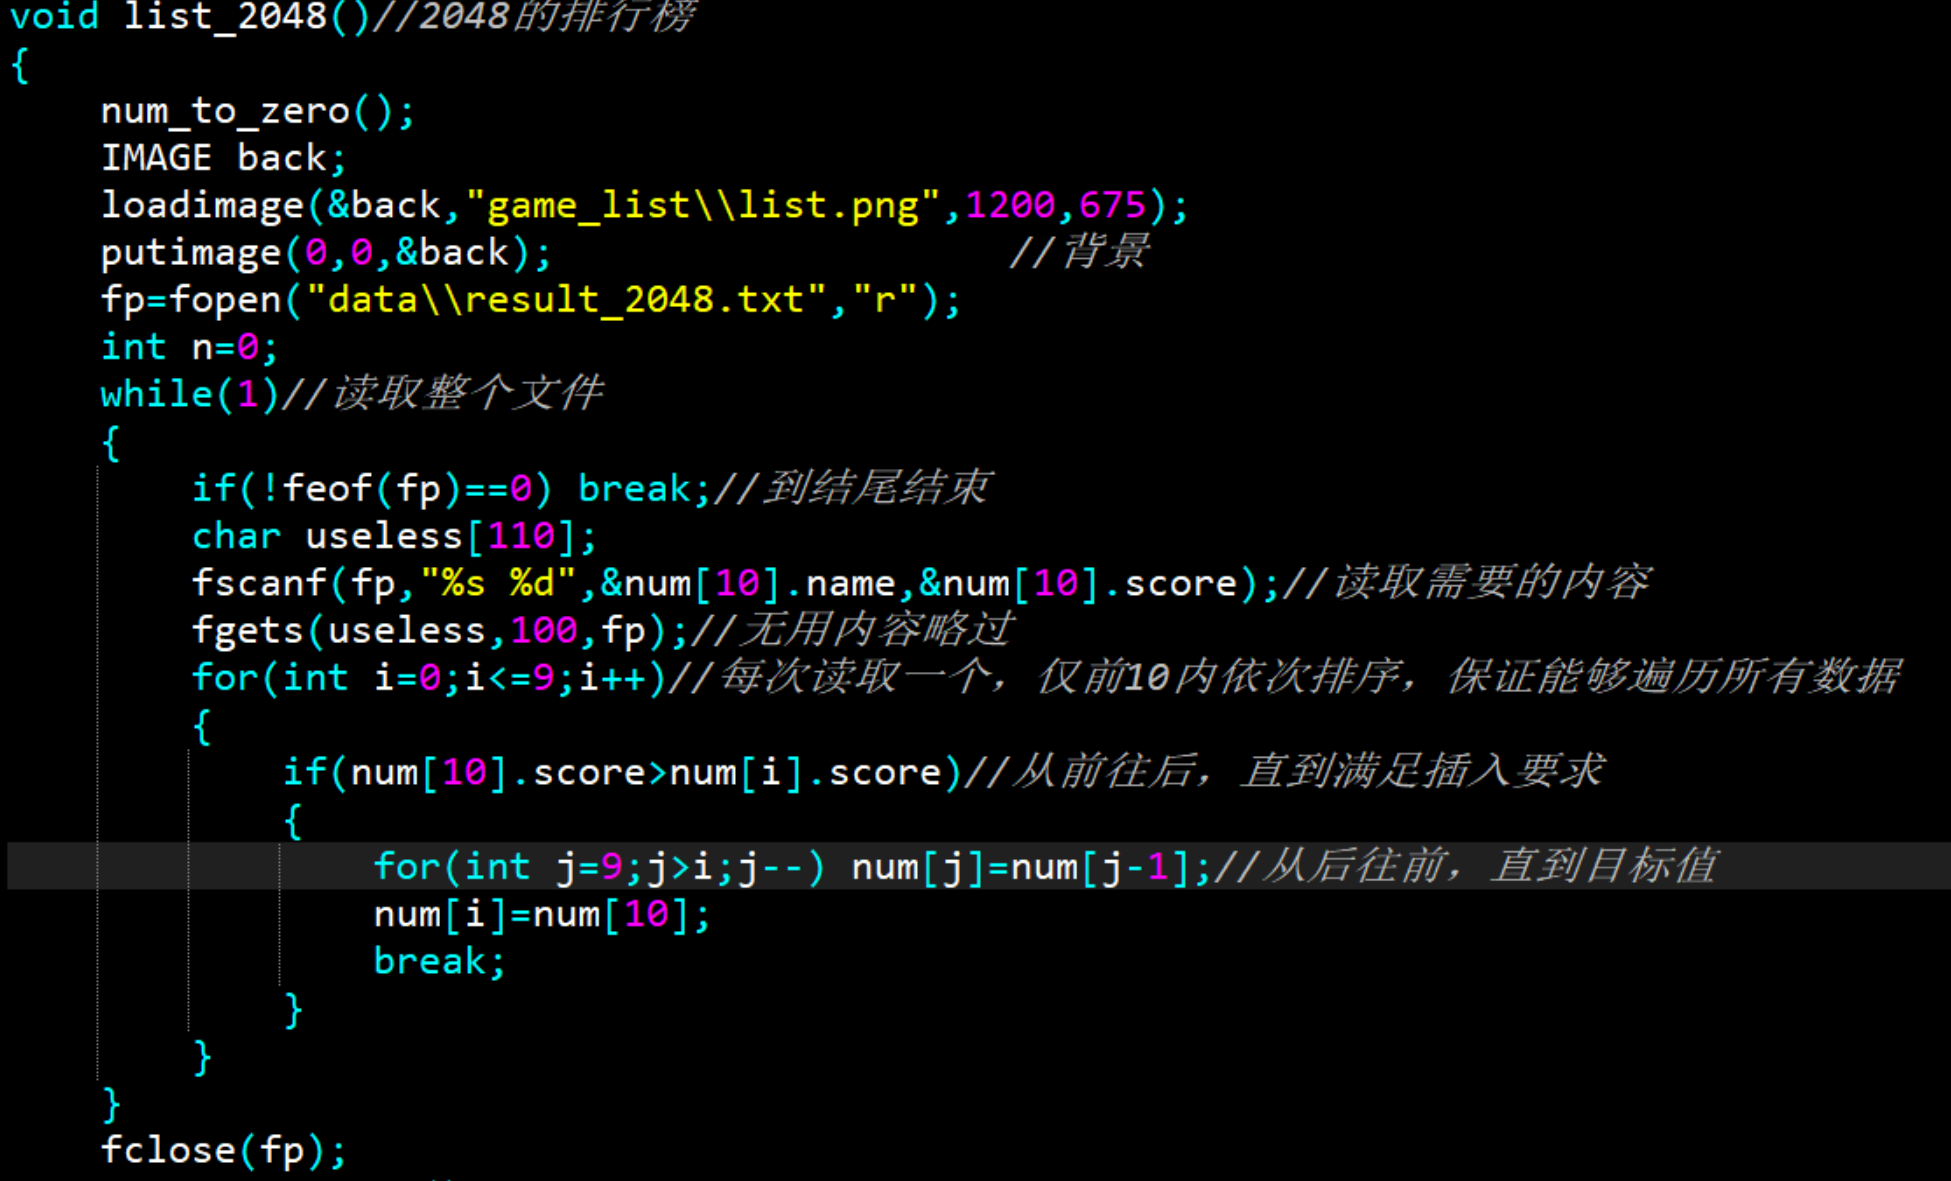 void list_2048()//2048的排行榜
{
    num_to_zero();
    IMAGE back;
    loadimage(&back,"game_list\\list.png",1200,675);
    putimage(0,0,&back);                    //背景
    fp=fopen("data\\result_2048.txt","r");
    int n=0;
    while(1)//读取整个文件
    {
        if(!feof(fp)==0) break;//到结尾结束
        char useless[110];
        fscanf(fp,"%s %d",&num[10].name,&num[10].score);//读取需要的内容
        fgets(useless,100,fp);//无用内容略过
        for(int i=0;i<=9;i++)//每次读取一个，仅前10内依次排序，保证能够遍历所有数据
        {
            if(num[10].score>num[i].score)//从前往后，直到满足插入要求
            {
                for(int j=9;j>i;j--) num[j]=num[j-1];//从后往前，直到目标值
                num[i]=num[10];
                break;
            }
        }
    }
    fclose(fp);